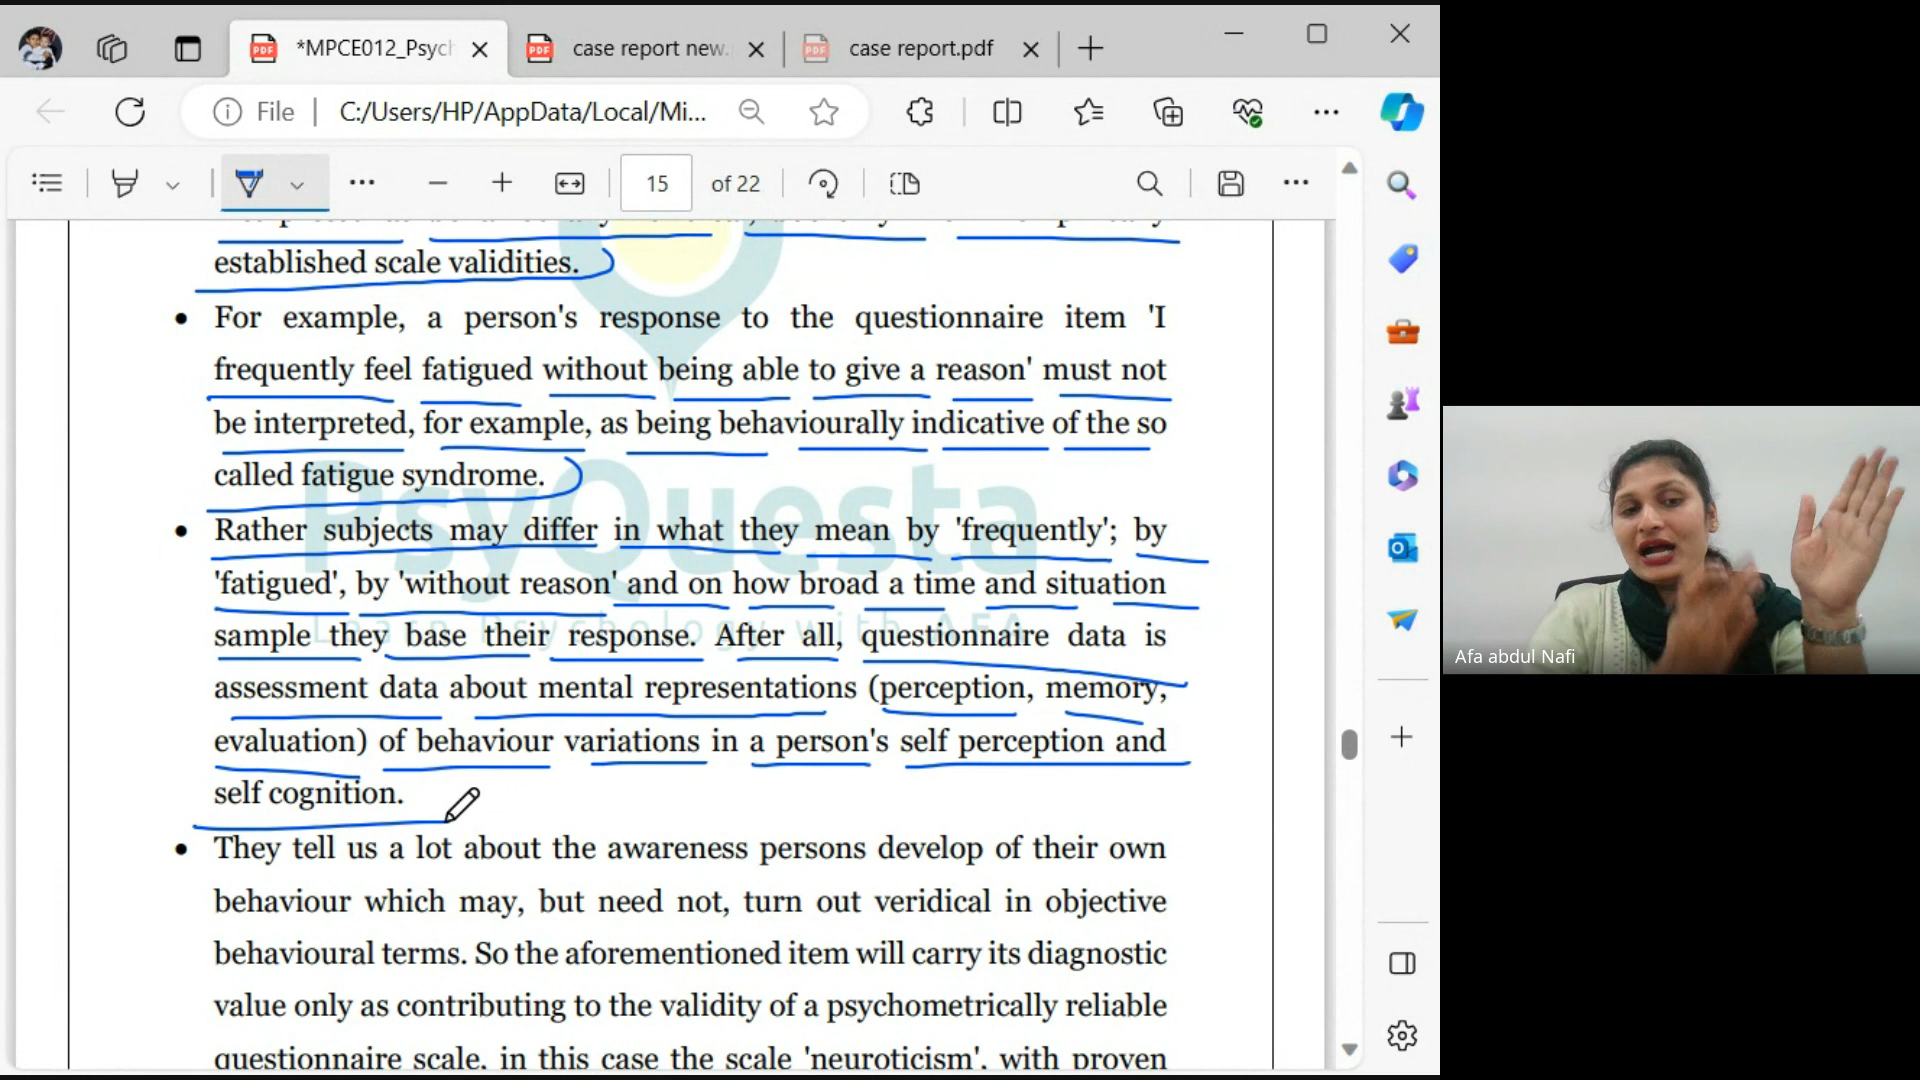 *MPCE012_Psych
case report new.
case report.pdf
File
C:/Users/HP/AppData/Local/Mi...
15
of 22
established scale validities.
For example, a person's response to the questionnaire item 'I
frequently feel fatigued without being able to give a reason' must not
be interpreted, for example, as being behaviourally indicative of the so
called fatigue syndrome.
Rather subjects may differ in what they mean by 'frequently'; by
'fatigued', by 'without reason' and on how broad a time and situation
sample they base their response. After all, questionnaire data is
assessment data about mental representations (perception, memory,
evaluation) of behaviour variations in a person's self perception and
self cognition.
They tell us a lot about the awareness persons develop of their own
behaviour which may, but need not, turn out veridical in objective
behavioural terms. So the aforementioned item will carry its diagnostic
value only as contributing to the validity of a psychometrically reliable
questionnaire scale, in this case the scale 'neuroticism', with proven
PsyQuesta
Learn Psychology with AFA
Afa abdul Nafi